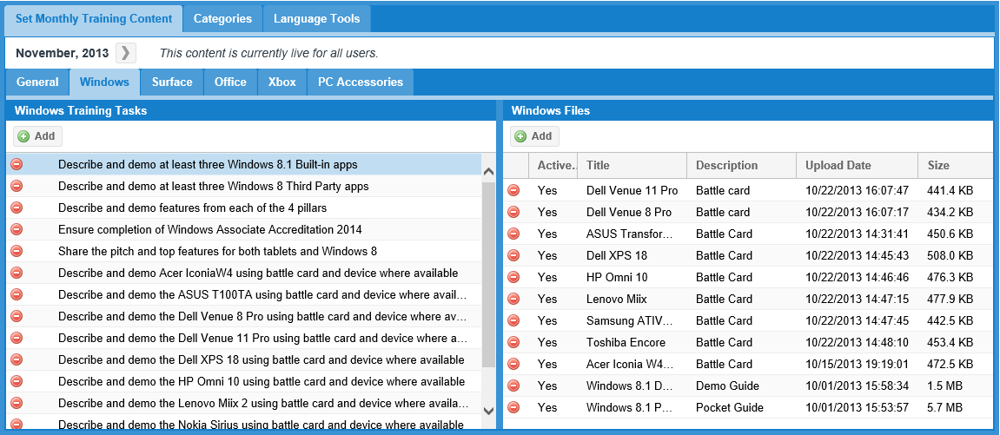 Set Monthly Training Content Categories Language Tools
November, 2013 This content is currently live for all users.
General Windows Surface Office Xbox PC Accessories
Windows Training Tasks
Add
Describe and demo at least three Windows 8.1 Built-in apps
Describe and demo at least three Windows 8 Third Party apps
Describe and demo features from each of the 4 pillars
Ensure completion of Windows Associate Accreditation 2014
Share the pitch and top features for both tablets and Windows 8
Describe and demo Acer IconiaW4 using battle card and device where available
Describe and demo the ASUS T100TA using battle card and device where avail...
Describe and demo the Dell Venue 8 Pro using battle card and device where av...
Describe and demo the Dell Venue 11 Pro using battle card and device where a...
Describe and demo the Dell XPS 18 using battle card and device where available
Describe and demo the HP Omni 10 using battle card and device where available
Describe and demo the Lenovo Miix 2 using battle card and device where availa...
Describe and demo the Nokia Sirius using battle card and device where available
Windows Files
Add
Active.. Title Description Upload Date Size
Yes Dell Venue 11 Pro Battle card 10/22/2013 16:07:47 441.4 KB
Yes Dell Venue 8 Pro Battle card 10/22/2013 16:07:17 434.2 KB
Yes ASUS Transfor... Battle Card 10/22/2013 14:31:41 450.6 KB
Yes Dell XPS 18 Battle Card 10/22/2013 14:45:43 508.0 KB
Yes HP Omni 10 Battle Card 10/22/2013 14:46:46 476.3 KB
Yes Lenovo Miix Battle Card 10/22/2013 14:47:15 477.9 KB
Yes Samsung ATIV... Battle Card 10/22/2013 14:47:45 442.5 KB
Yes Toshiba Encore Battle Card 10/22/2013 14:48:10 453.4 KB
Yes Acer Iconia W4... Battle Card 10/15/2013 19:19:01 472.5 KB
Yes Windows 8.1 D... Demo Guide 10/01/2013 15:58:34 1.5 MB
Yes Windows 8.1 P... Pocket Guide 10/01/2013 15:53:57 5.7 MB